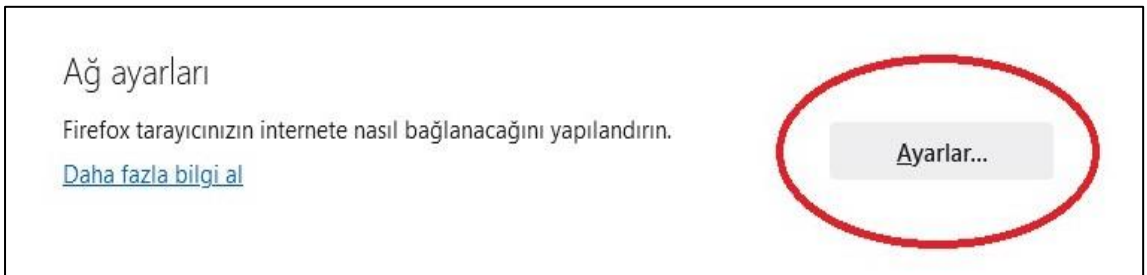 Ağ ayarları
Firefox tarayıcınızın internete nasıl bağlanacağını yapılandırın.
Ayarlar...
Daha fazla bilgi al